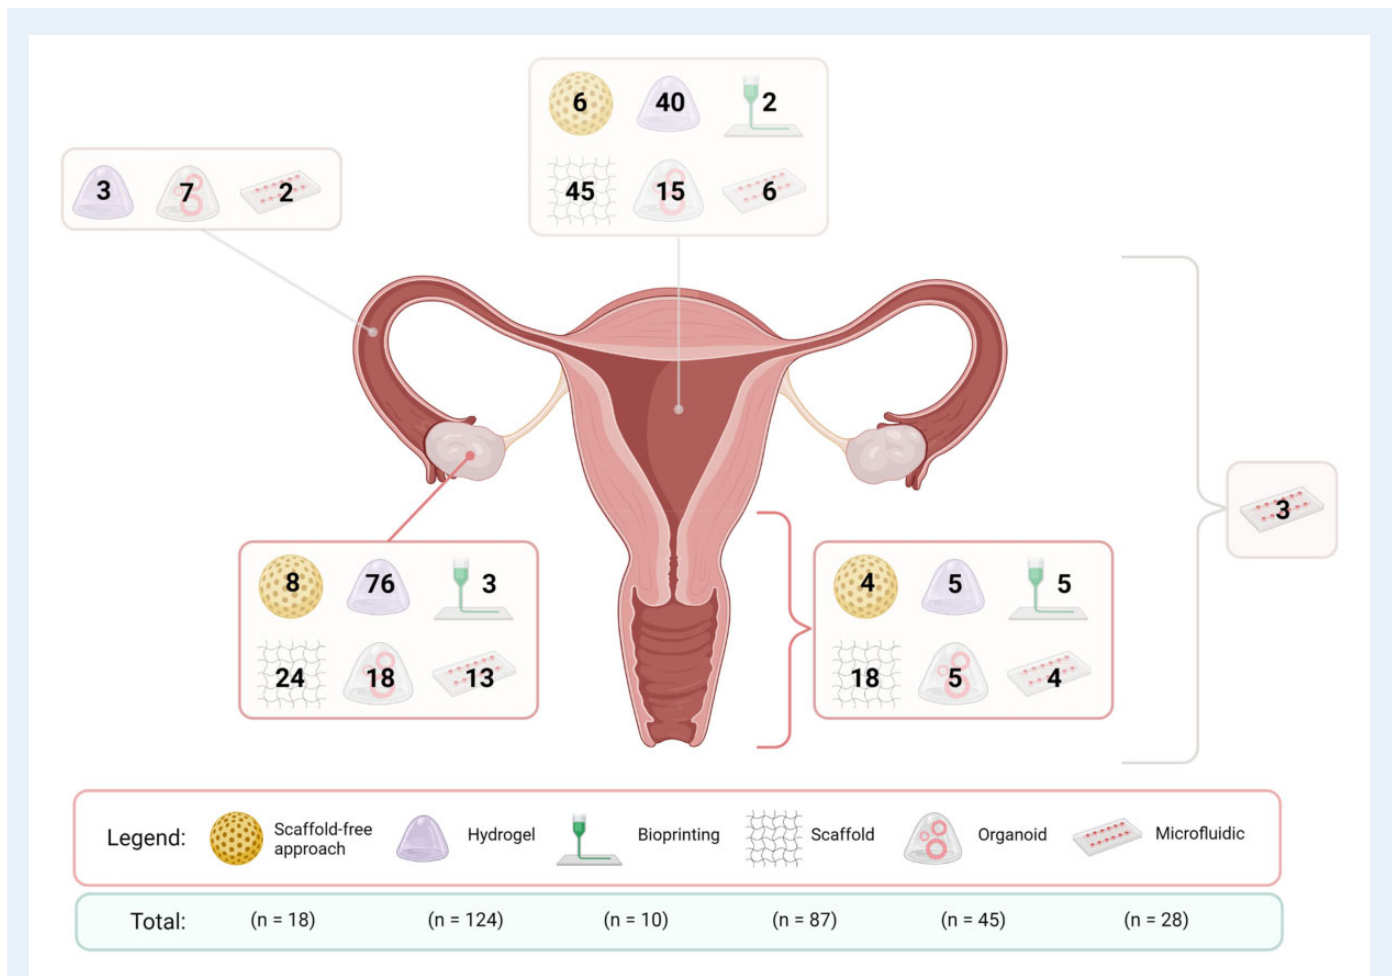 6 40 2
45 15 6
3 7 2
3
8 76 3
24 18 13
4 5 5
18 5 4
Legend: Scaffold-free approach Hydrogel Bioprinting Scaffold Organoid Microfluidic
Total: (n = 18) (n = 124) (n = 10) (n = 87) (n = 45) (n = 28)